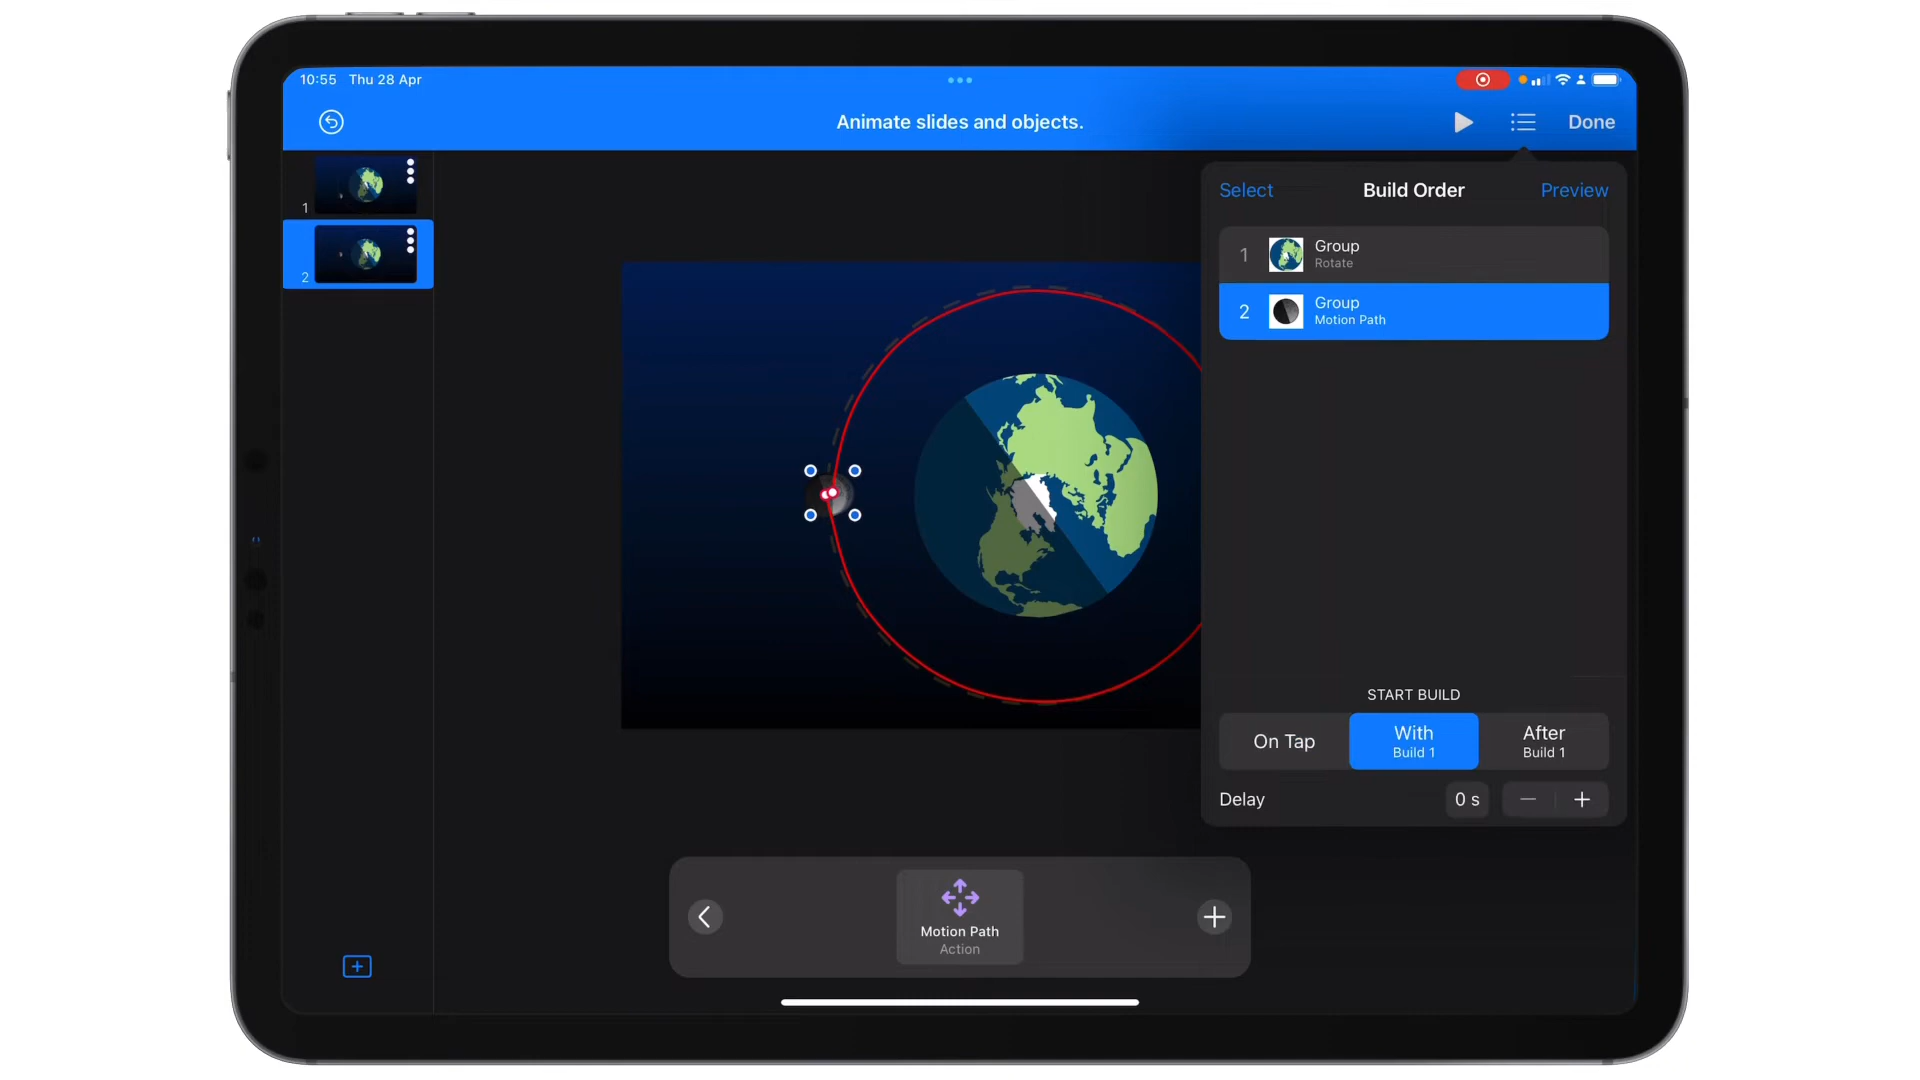 10:55 Thu 28 Apr
Animate slides and objects.
Done
1
2
Select
Build Order
Preview
1
Group
Rotate
2
Group
Motion Path
START BUILD
On Tap
With
Build 1
After
Build 1
Delay
0 s
Motion Path
Action